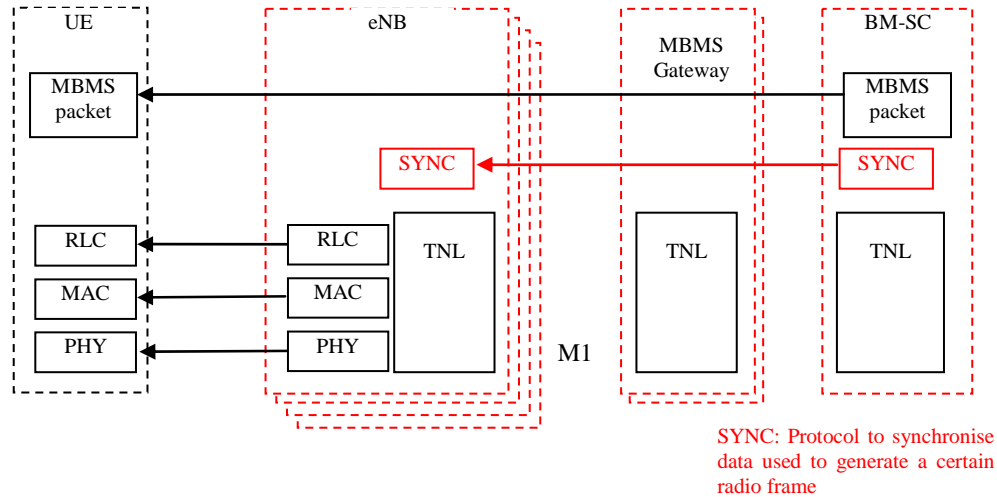 UE
eNB
MBMS
Gateway
BM-SC
MBMS
packet
MBMS
packet
SYNC
SYNC
RLC
RLC
TNL
TNL
TNL
MAC
MAC
PHY
PHY
M1
SYNC: Protocol to synchronise
data used to generate a certain
radio frame